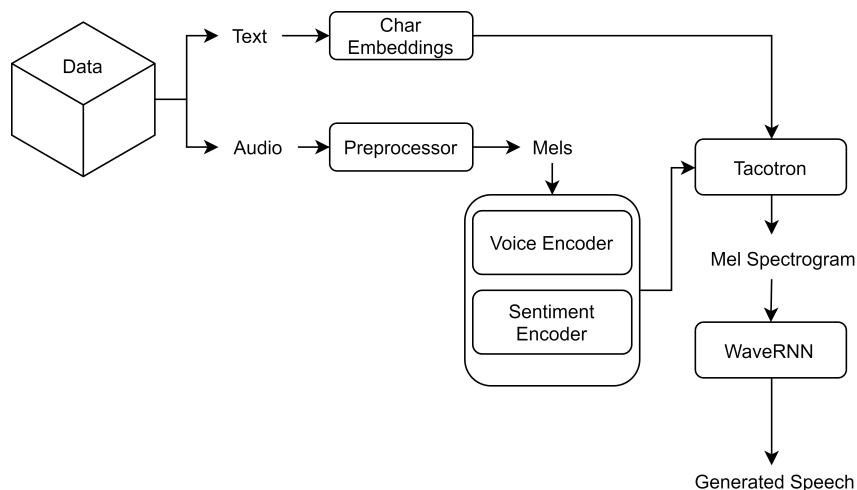 Data
Text
Char
Embeddings
Audio
Preprocessor
Mels
Voice Encoder
Sentiment
Encoder
Tacotron
Mel Spectrogram
WaveRNN
Generated Speech